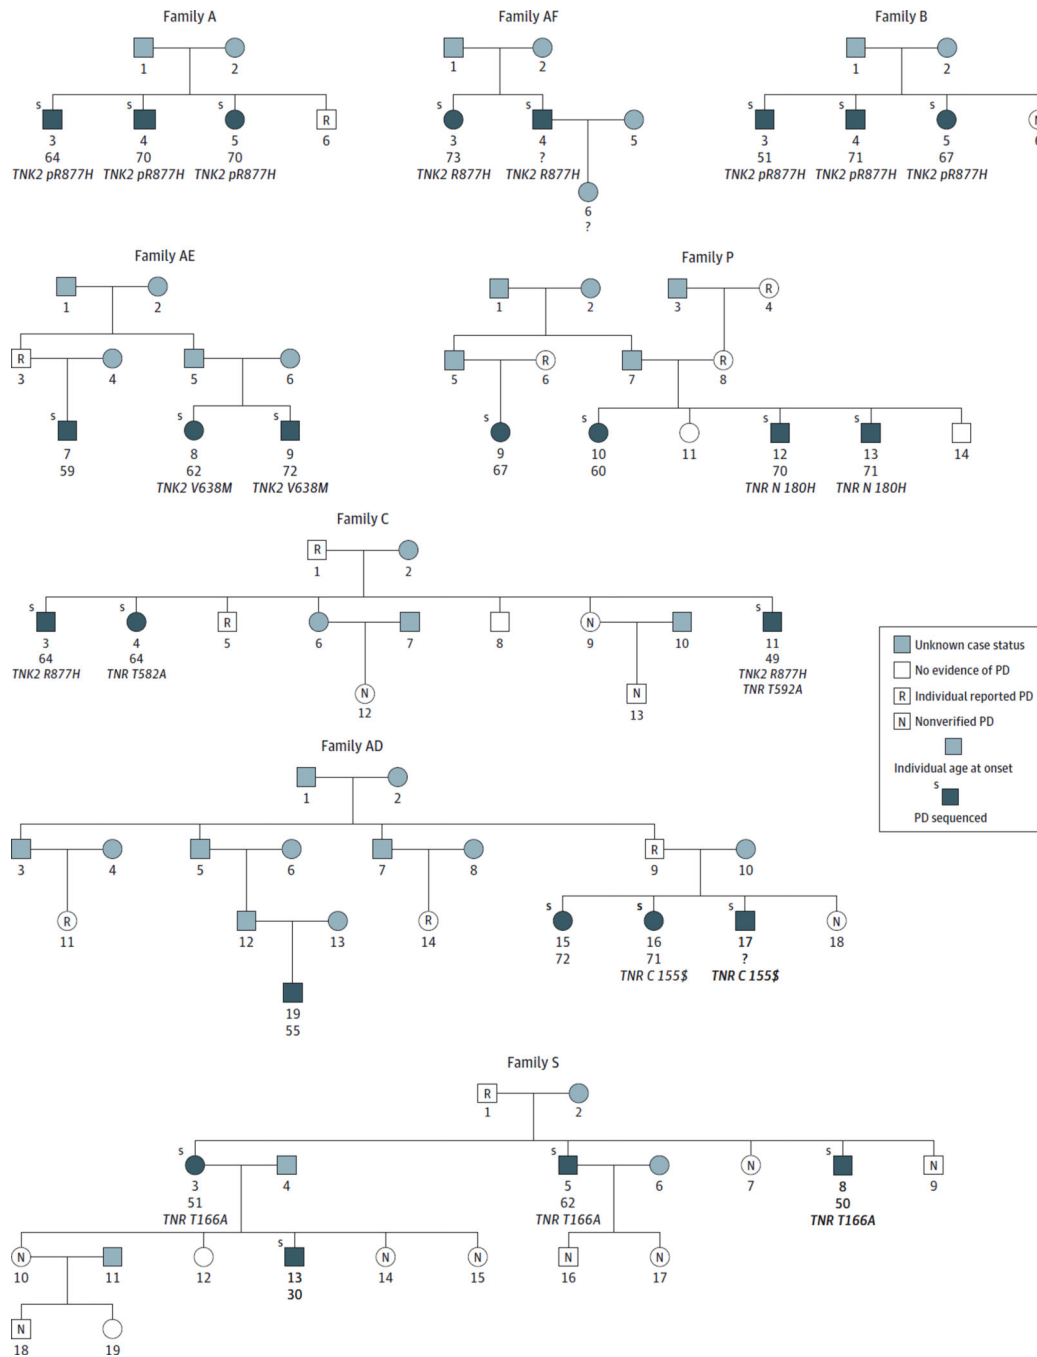 Family A
1 2
S S S R
3 4 5 6
64 70 70
TNK2 pR877H TNK2 pR877H TNK2 pR877H
Family AF
1 2
S S
3 4 5
73 ?
TNK2 R877H TNK2 R877H
6
?
Family B
1 2
S S S N
3 4 5 6
51 71 67
TNK2 pR877H TNK2 pR877H TNK2 pR877H
Family AE
1 2
R
3 4 5 6
S S S
7 8 9
59 62 72
TNK2 V638M TNK2 V638M
Family P
R
1 2 3 4
R R
5 6 7 8
S S S S
9 10 11 12 13 14
67 60 70 71
TNR N 180H TNR N 180H
Family C
R
1 2
S S R N S
3 4 5 6 7 8 9 10 11
64 64 49
TNK2 R877H TNR T582A TNK2 R877H
TNR T592A
N N
12 13
Unknown case status
No evidence of PD
R Individual reported PD
N Nonverified PD
Individual age at onset
S
PD sequenced
Family AD
1 2
R
3 4 5 6 7 8 9 10
R R S S S N
11 12 13 14 15 16 17 18
72 71 ?
TNR C 155$ TNR C 155$
19
55
Family S
R
1 2
S S N S N
3 4 5 6 7 8 9
51 62 50
TNR T166A TNR T166A TNR T166A
N S N N N N
10 11 12 13 14 15 16 17
30
N
18 19